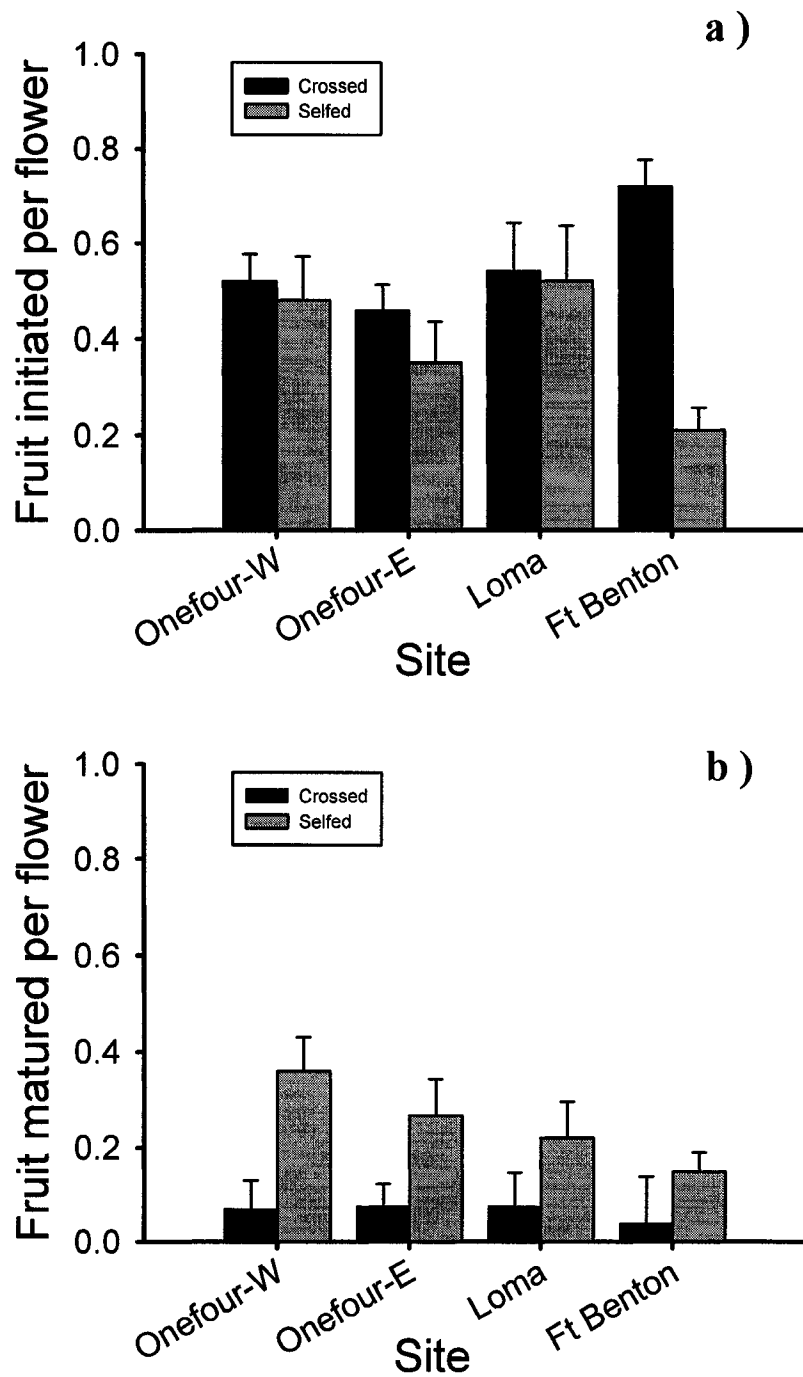 a )
Fruit initiated per flower
1.0
0.8
0.6
0.4
0.2
0.0
Crossed
Selfed
Onefour-W
Onefour-E
Loma
Ft Benton
Site
b )
Fruit matured per flower
1.0
0.8
0.6
0.4
0.2
0.0
Crossed
Selfed
Onefour-W
Onefour-E
Loma
Ft Benton
Site